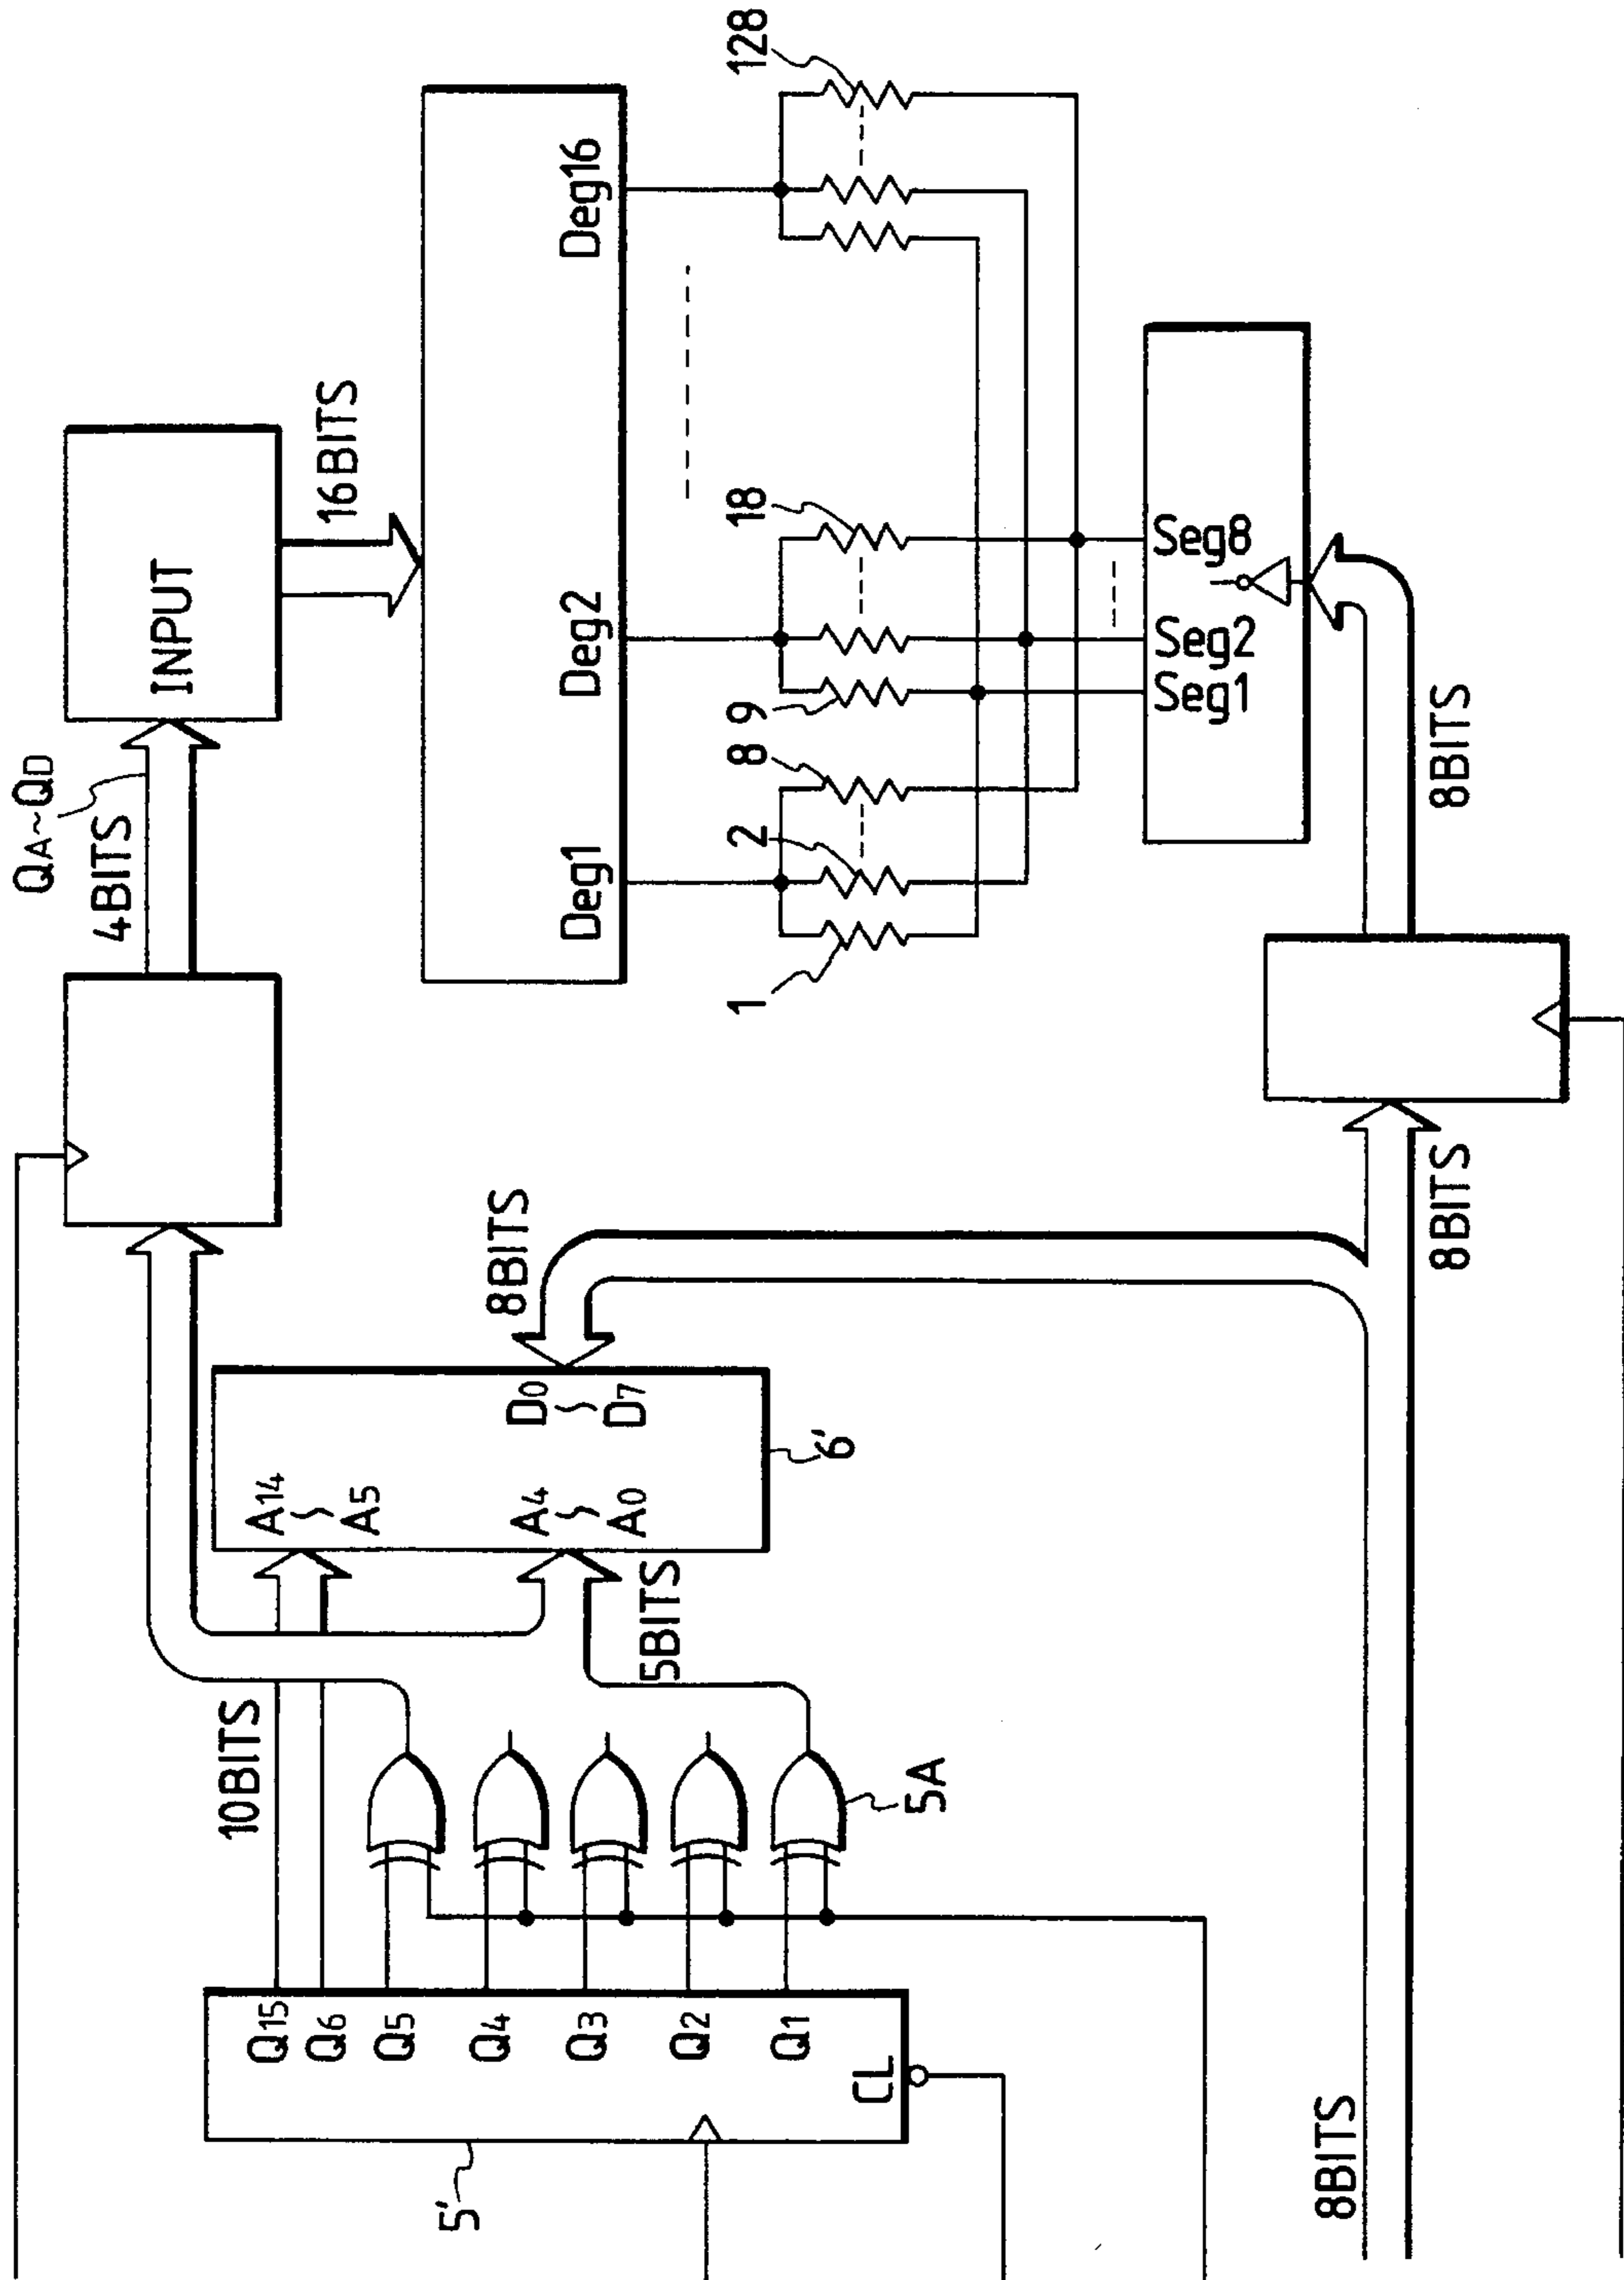 5'
Q15
Q6
Q5
Q4
Q3
Q2
Q1
CL
10BITS
5A
5BITS
A14
A5
A4
A0
D0
D7
6'
8BITS
8BITS
8BITS
8BITS
QA~QD
4BITS
INPUT
16BITS
Deg1
Deg2
Deg16
1
2
8
9
18
128
Seg1
Seg2
Seg8